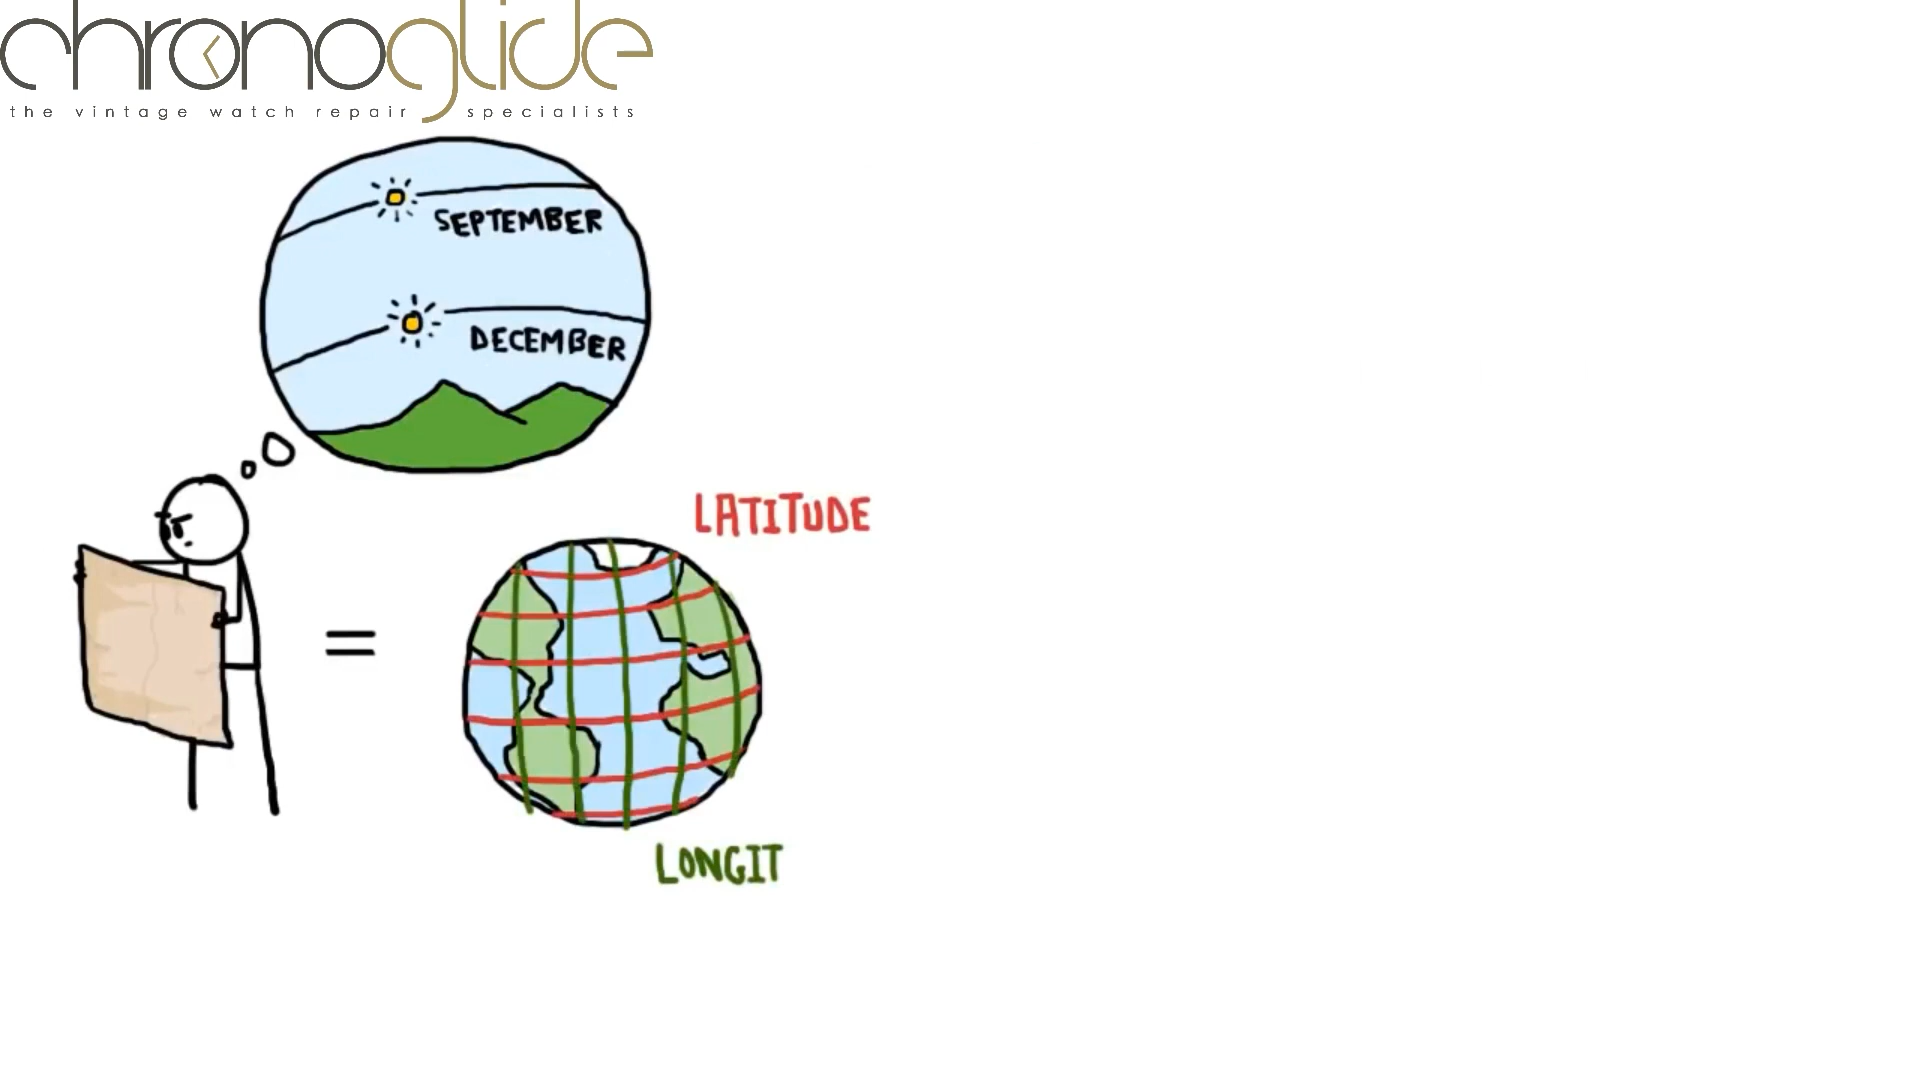 chronoglide
the vintage watch repair specialists
SEPTEMBER
DECEMBER
LATITUDE
=
LONGIT